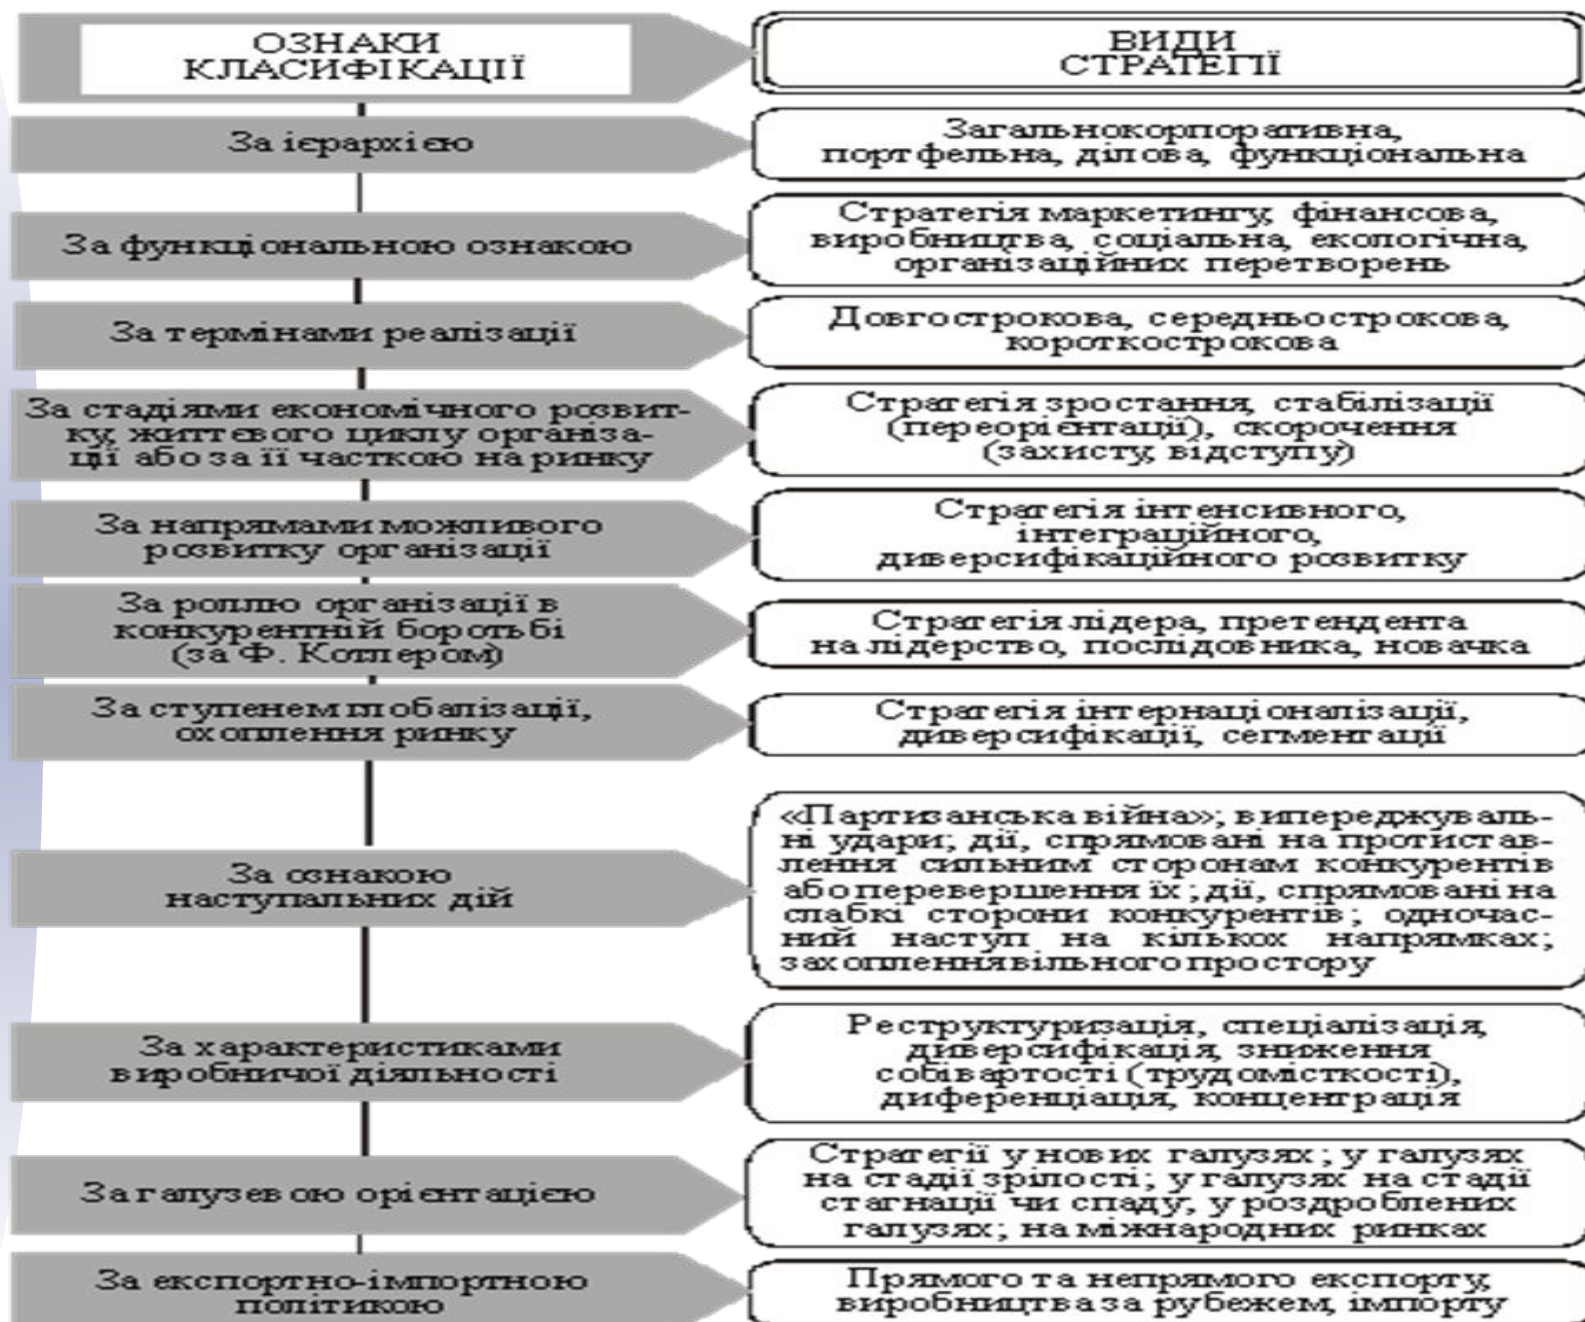 ОЗНАКИ
КЛАСИФІКАЦІЇ
ВИДИ
СТРАТЕГІЇ
За ієрархією
Загальнокорпоративна,
портфельна, ділова, функціональна
За функціональною ознакою
Стратегія маркетингу, фінансова,
виробництва, соціальна, екологічна,
організаційних перетворень
За термінами реалізації
Довгострокова, середньострокова,
короткострокова
За стадіями економічного розвит-
ку, життєвого циклу організа-
ції або за її часткою на ринку
Стратегія зростання, стабілізації
(переорієнтації), скорочення
(захисту, відступу)
За напрямами можливого
розвитку організації
Стратегія інтенсивного,
інтеграційного,
диверсифікаційного розвитку
За роллю організації в
конкурентній боротьбі
(за Ф. Котлером)
Стратегія лідера, претендента
на лідерство, послідовника, новачка
За ступенем глобалізації,
охоплення ринку
Стратегія інтернаціоналізації,
диверсифікації, сегментації
За ознакою
наступальних дій
«Партизанська війна»; випереджуваль-
ні удари; дії, спрямовані на протистав-
лення сильним сторонам конкурентів
або перевершення їх; дії, спрямовані на
слабкі сторони конкурентів; одночас-
ний наступ на кількох напрямках;
захоплення вільного простору
За характеристиками
виробничої діяльності
Реструктуризація, спеціалізація,
диверсифікація, зниження
собівартості (трудомісткості),
диференціація, концентрація
За галузевою орієнтацією
Стратегії у нових галузях; у галузях
на стадії зрілості; у галузях на стадії
стагнації чи спаду; у роздроблених
галузях; на міжнародних ринках
За експортно-імпортною
політикою
Прямого та непрямого експорту,
виробництва за рубежем, імпорту